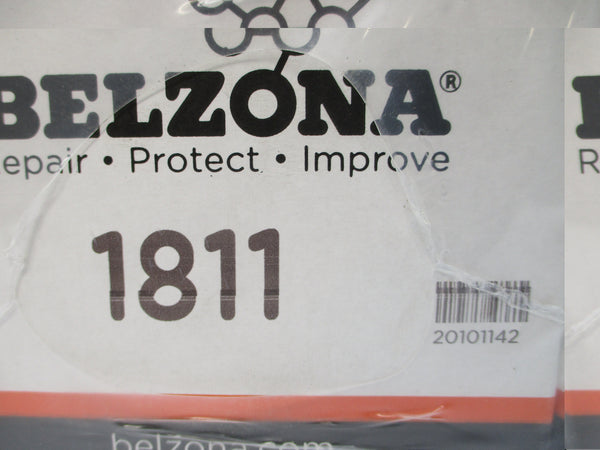 BELZONA®
Repair • Protect • Improve
1811
20101142
belzona.com